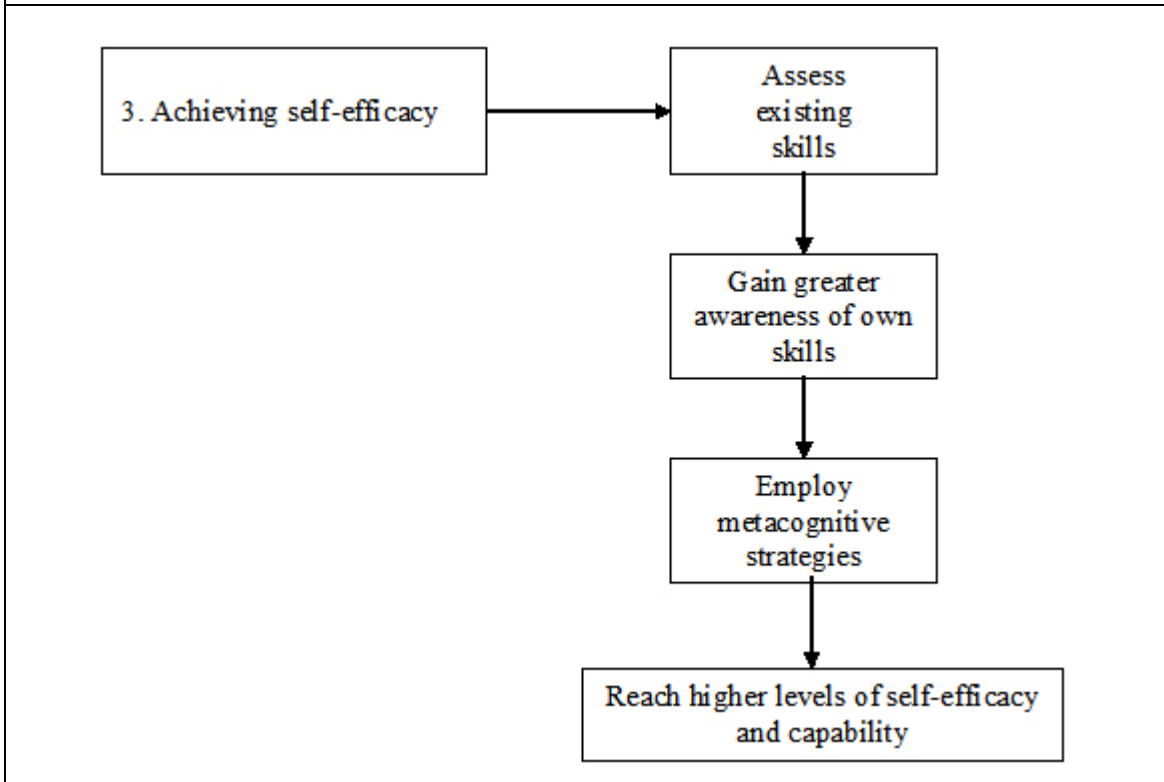 3. Achieving self-efficacy
Assess
existing
skills
Gain greater
awareness of own
skills
Employ
metacognitive
strategies
Reach higher levels of self-efficacy
and capability